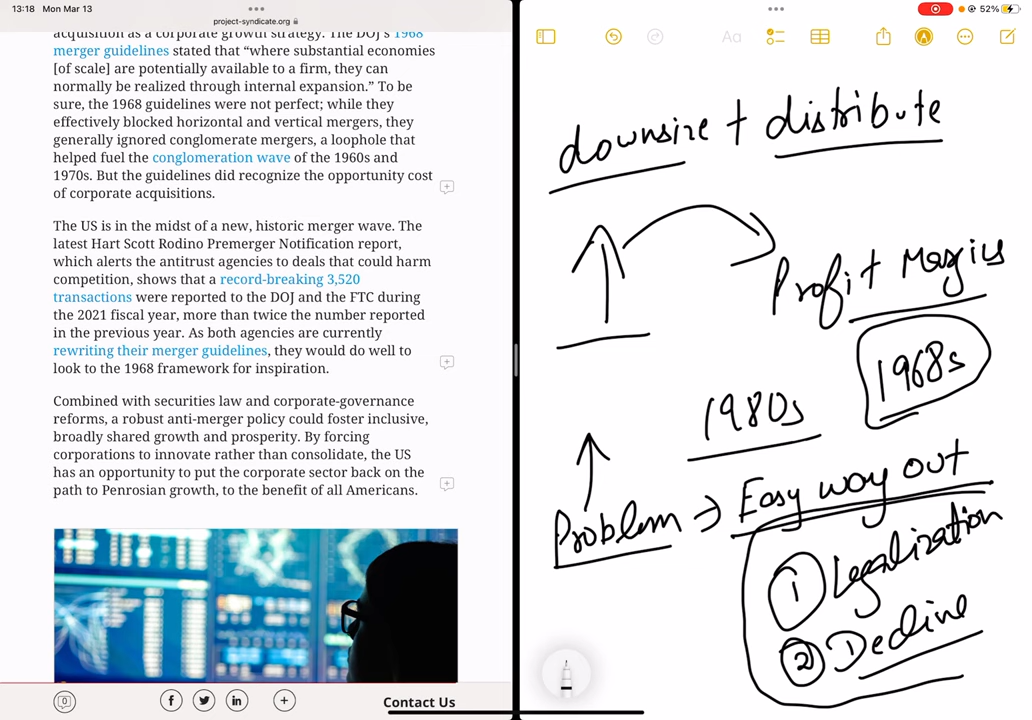 13:18 Mon Mar 13
project-syndicate.org
52%
acquisition as a corporate growth strategy. The DOJ's 1968
merger guidelines stated that “where substantial economies
[of scale] are potentially available to a firm, they can
normally be realized through internal expansion.” To be
sure, the 1968 guidelines were not perfect; while they
effectively blocked horizontal and vertical mergers, they
generally ignored conglomerate mergers, a loophole that
helped fuel the conglomeration wave of the 1960s and
1970s. But the guidelines did recognize the opportunity cost
of corporate acquisitions.
The US is in the midst of a new, historic merger wave. The
latest Hart Scott Rodino Premerger Notification report,
which alerts the antitrust agencies to deals that could harm
competition, shows that a record-breaking 3,520
transactions were reported to the DOJ and the FTC during
the 2021 fiscal year, more than twice the number reported
in the previous year. As both agencies are currently
rewriting their merger guidelines, they would do well to
look to the 1968 framework for inspiration.
Combined with securities law and corporate-governance
reforms, a robust anti-merger policy could foster inclusive,
broadly shared growth and prosperity. By forcing
corporations to innovate rather than consolidate, the US
has an opportunity to put the corporate sector back on the
path to Penrosian growth, to the benefit of all Americans.
0
Contact Us
Aa
downsize + distribute
Profit Margins
1968s
1980s
Problem → Easy way out
1 Legalization
2 Decline